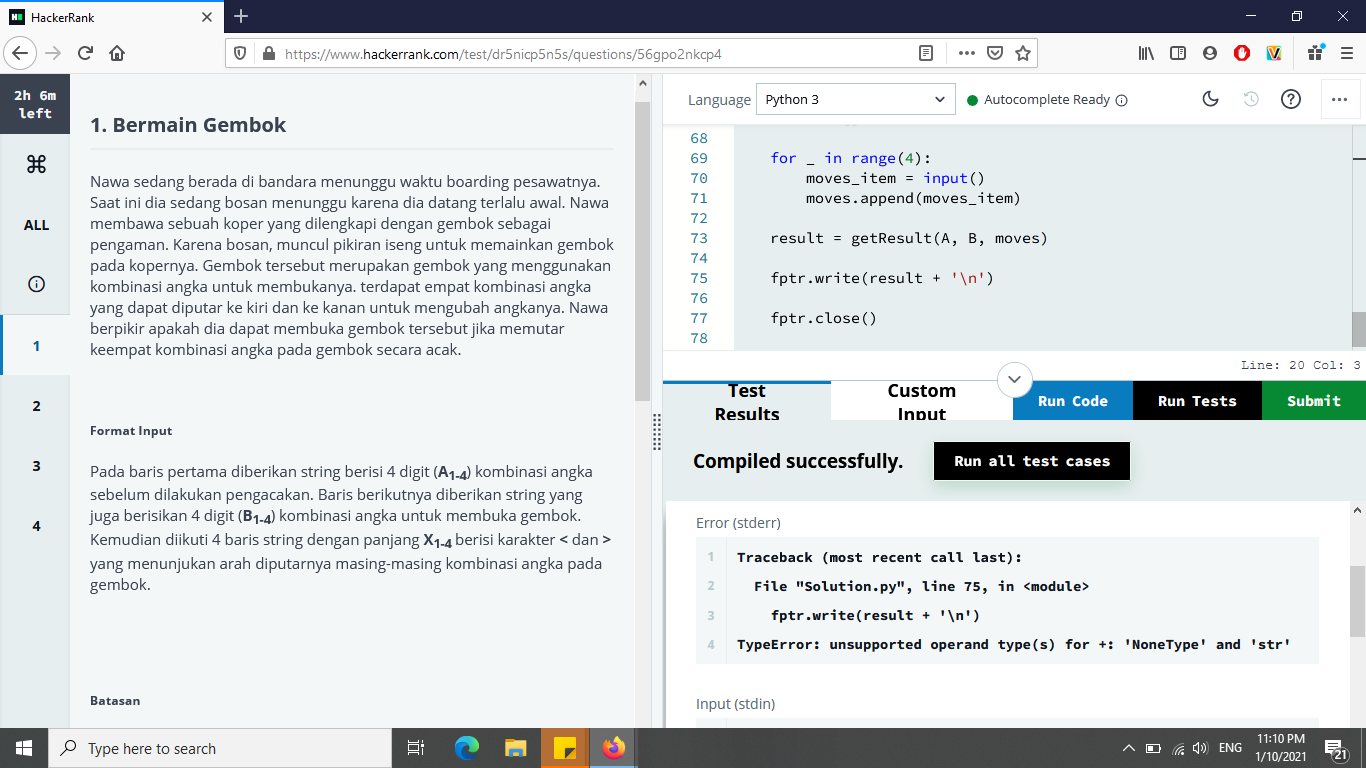 HackerRank
https://www.hackerrank.com/test/dr5nicp5n5s/questions/56gpo2nkcp4
2h 6m
left
ALL
1
2
3
4
1. Bermain Gembok
Nawa sedang berada di bandara menunggu waktu boarding pesawatnya.
Saat ini dia sedang bosan menunggu karena dia datang terlalu awal. Nawa
membawa sebuah koper yang dilengkapi dengan gembok sebagai
pengaman. Karena bosan, muncul pikiran iseng untuk memainkan gembok
pada kopernya. Gembok tersebut merupakan gembok yang menggunakan
kombinasi angka untuk membukanya. terdapat empat kombinasi angka
yang dapat diputar ke kiri dan ke kanan untuk mengubah angkanya. Nawa
berpikir apakah dia dapat membuka gembok tersebut jika memutar
keempat kombinasi angka pada gembok secara acak.
Format Input
Pada baris pertama diberikan string berisi 4 digit (A1-4) kombinasi angka
sebelum dilakukan pengacakan. Baris berikutnya diberikan string yang
juga berisikan 4 digit (B1-4) kombinasi angka untuk membuka gembok.
Kemudian diikuti 4 baris string dengan panjang X1-4 berisi karakter < dan >
yang menunjukan arah diputarnya masing-masing kombinasi angka pada
gembok.
Batasan
Language Python 3 Autocomplete Ready
68
69 for _ in range(4):
70 moves_item = input()
71 moves.append(moves_item)
72
73 result = getResult(A, B, moves)
74
75 fptr.write(result + '\n')
76
77 fptr.close()
78
Line: 20 Col: 3
Test
Results
Custom
Input
Run Code
Run Tests
Submit
Compiled successfully.
Run all test cases
Error (stderr)
1 Traceback (most recent call last):
2 File "Solution.py", line 75, in <module>
3 fptr.write(result + '\n')
4 TypeError: unsupported operand type(s) for +: 'NoneType' and 'str'
Input (stdin)
Type here to search
ENG
11:10 PM
1/10/2021
21